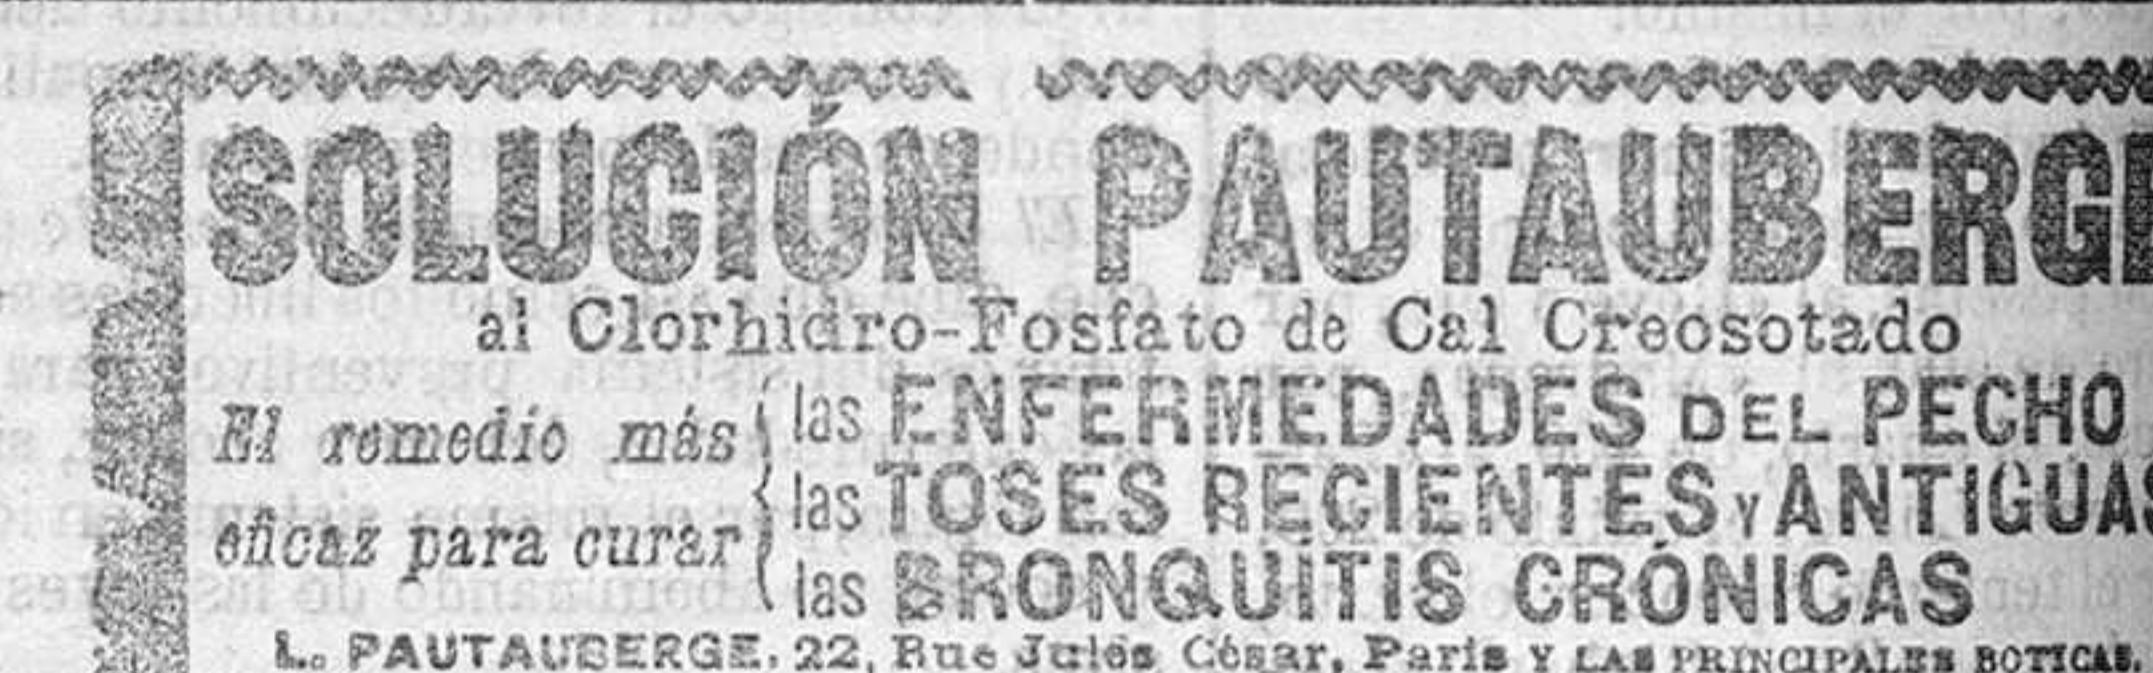 SOLUCIÓN PAUTAUBERGE
al Clorhidro-Fosfato de Cal Creosotado
El remedio más eficaz para curar
las ENFERMEDADES DEL PECHO
las TOSES RECIENTES Y ANTIGUAS
las BRONQUÍTIS CRÓNICAS
L. PAUTAUBERGE, 22, Rue Jules César, Paris Y LAS PRINCIPALES BOTICAS.